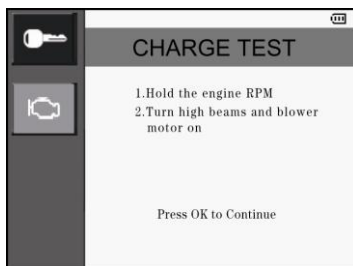 CHARGE TEST
1.Hold the engine RPM
2.Turn high beams and blower
motor on
Press OK to Continue